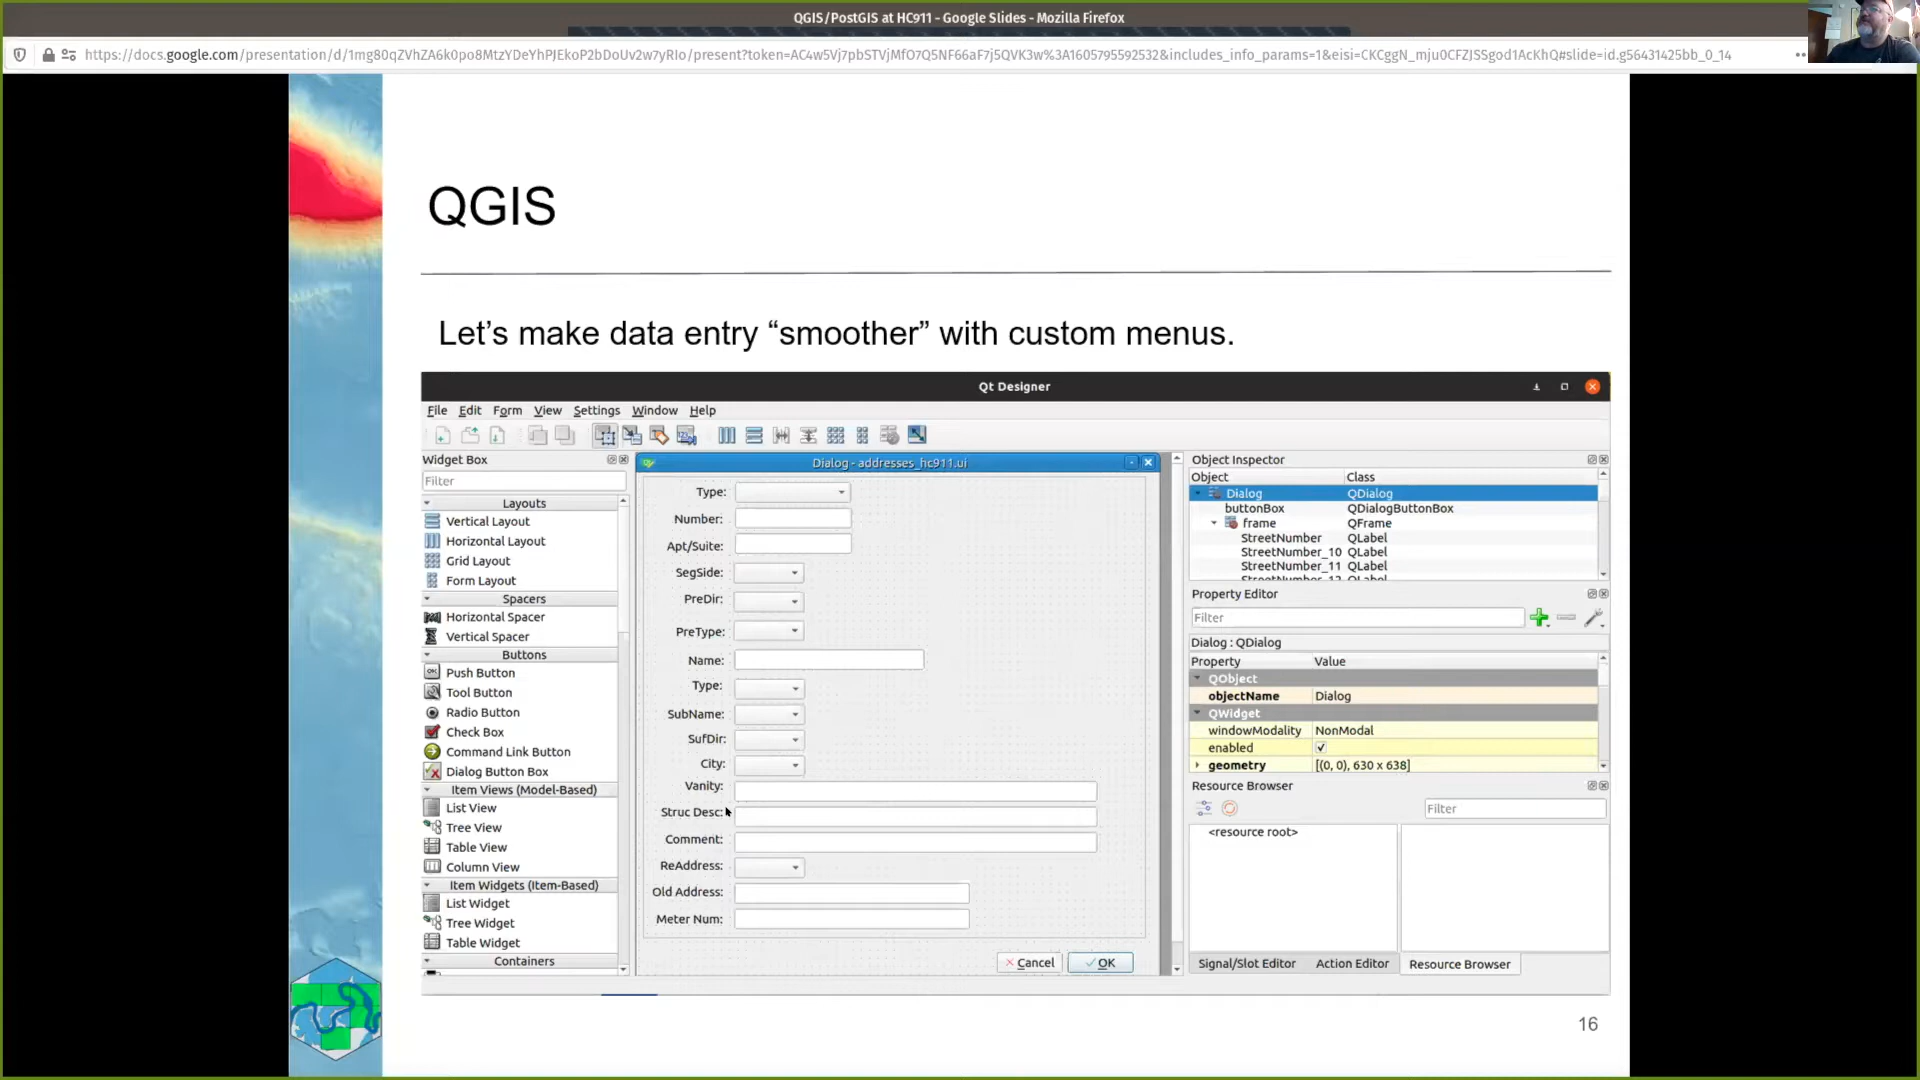 QGIS/PostGIS at HC911 - Google Slides - Mozilla Firefox
https://docs.google.com/presentation/d/1mg80qZVhZA6k0po8MtzYDeYhPJEkoP2bDoUv2w7yRIo/present?token=AC4w5Vj7pbSTVjMfO7Q5NF66aF7j5QVK3w%3A1605795592532&includes_info_params=1&eisi=CKCggN_mju0CFZJSSgod1AcKhQ#slide=id.g56431425bb_0_14
QGIS
Let's make data entry “smoother” with custom menus.
Qt Designer
File Edit Form View Settings Window Help
Widget Box
Filter
Layouts
Vertical Layout
Horizontal Layout
Grid Layout
Form Layout
Spacers
Horizontal Spacer
Vertical Spacer
Buttons
Push Button
Tool Button
Radio Button
Check Box
Command Link Button
Dialog Button Box
Item Views (Model-Based)
List View
Tree View
Table View
Column View
Item Widgets (Item-Based)
List Widget
Tree Widget
Table Widget
Containers
Dialog - addresses_hc911.ui
Type:
Number:
Apt/Suite:
SegSide:
PreDir:
PreType:
Name:
Type:
SubName:
SufDir:
City:
Vanity:
Struc Desc:
Comment:
ReAddress:
Old Address:
Meter Num:
Cancel OK
Object Inspector
Object Class
Dialog QDialog
buttonBox QDialogButtonBox
frame QFrame
StreetNumber QLabel
StreetNumber_10 QLabel
StreetNumber_11 QLabel
StreetNumber_12 QLabel
Property Editor
Filter
Dialog : QDialog
Property Value
QObject
objectName Dialog
QWidget
windowModality NonModal
enabled
geometry [(0, 0), 630 x 638]
Resource Browser
Filter
<resource root>
Signal/Slot Editor Action Editor Resource Browser
16